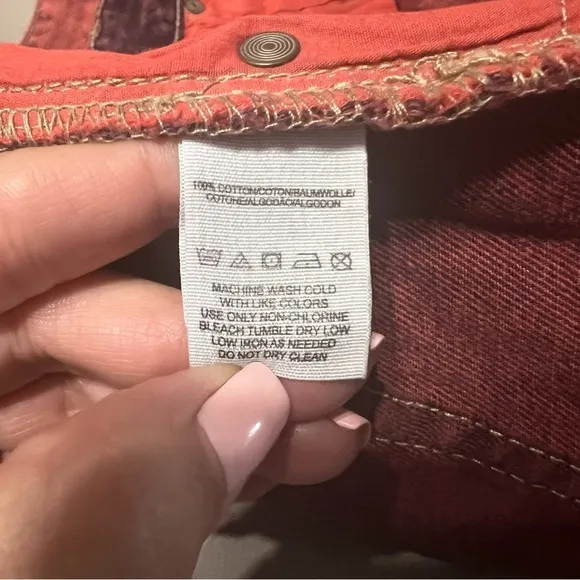 100% COTTON/COTON/BAUMWOLLE/
CUTONE/ALGODÃO/ALGODON
MACHINE WASH COLD
WITH LIKE COLORS
USE ONLY NON-CHLORINE
BLEACH TUMBLE DRY LOW
LOW IRON AS NEEDED
DO NOT DRY CLEAN